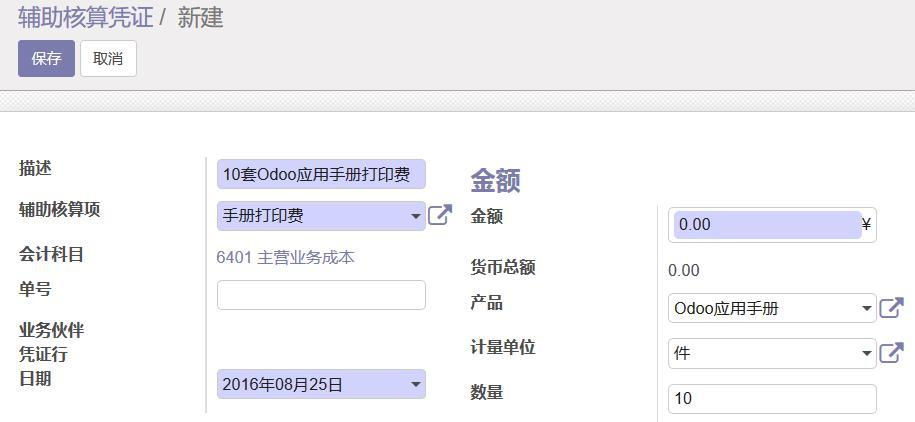 辅助核算凭证 / 新建
保存 取消
描述 10套Odoo应用手册打印费
辅助核算项 手册打印费
会计科目 6401 主营业务成本
单号
业务伙伴
凭证行
日期 2016年08月25日
金额
金额 0.00 ¥
货币总额 0.00
产品 Odoo应用手册
计量单位 件
数量 10